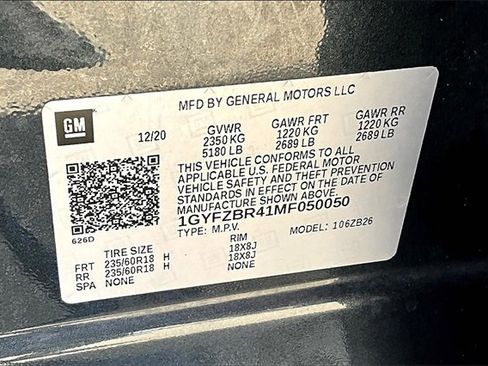 MFD BY GENERAL MOTORS LLC
GM
12/20 GVWR GAWR FRT GAWR RR
2350 KG 1220 KG 1220 KG
5180 LB 2689 LB 2689 LB
THIS VEHICLE CONFORMS TO ALL
APPLICABLE U.S. FEDERAL MOTOR
VEHICLE SAFETY AND THEFT PREVENTION
STANDARDS IN EFFECT ON THE DATE OF
MANUFACTURE SHOWN ABOVE.
1GYFZBR41MF050050
626D
TYPE: M.P.V. MODEL: 106ZB26
TIRE SIZE RIM
FRT 235/60R18 H 18X8J
RR 235/60R18 H 18X8J
SPA NONE NONE